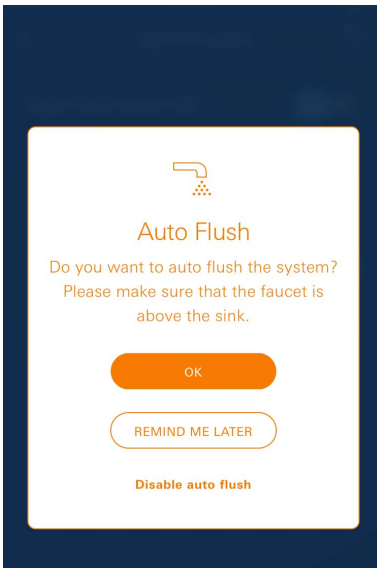 Auto Flush
Do you want to auto flush the system?
Please make sure that the faucet is
above the sink.
OK
REMIND ME LATER
Disable auto flush